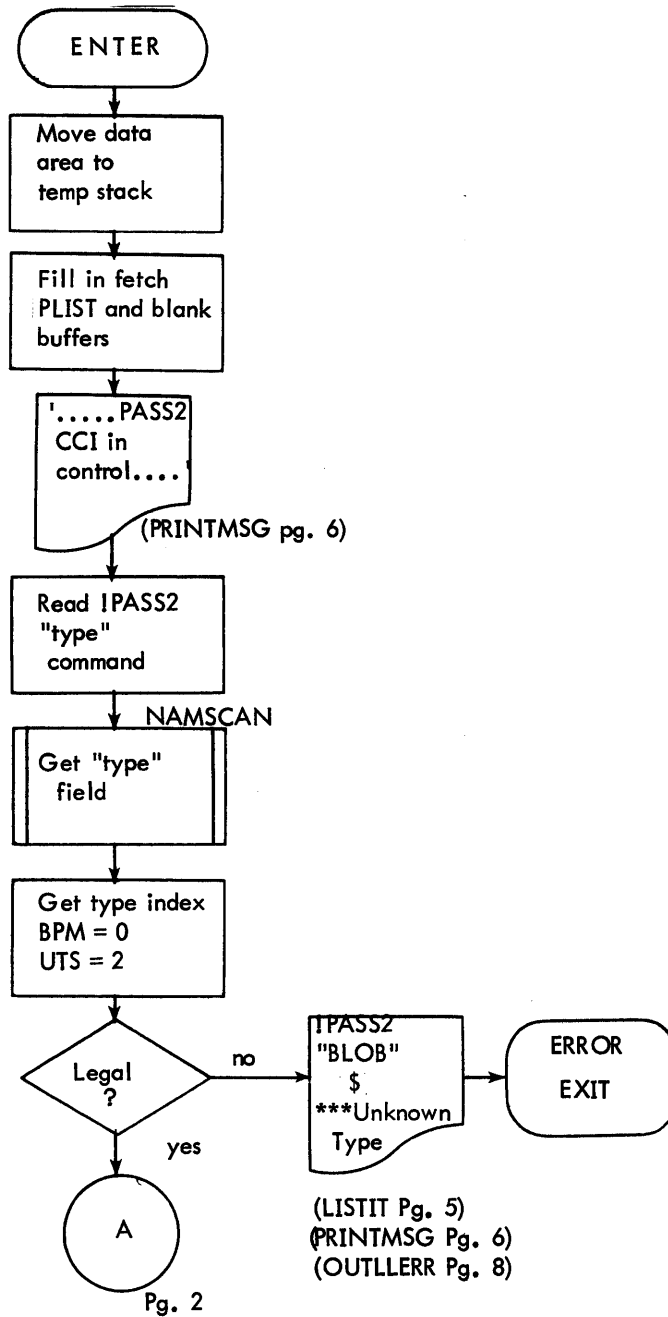 ENTER
Move data
area to
temp stack
Fill in fetch
PLIST and blank
buffers
'.....PASS2
CCI in
control....'
(PRINTMSG pg. 6)
Read !PASS2
"type"
command
NAMSCAN
Get "type"
field
Get type index
BPM = 0
UTS = 2
Legal
?
no
yes
!PASS2
"BLOB"
$
***Unknown
Type
ERROR
EXIT
(LISTIT Pg. 5)
(PRINTMSG Pg. 6)
(OUTLLERR Pg. 8)
A
Pg. 2